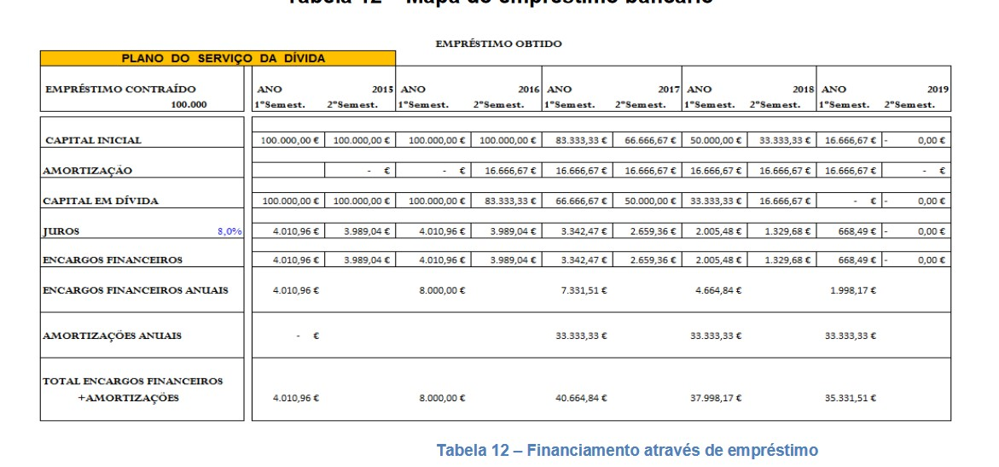 Tabela 12 – Mapa do empréstimo bancário
EMPRÉSTIMO OBTIDO
PLANO DO SERVIÇO DA DÍVIDA
EMPRÉSTIMO CONTRAÍDO ANO 2015 ANO 2016 ANO 2017 ANO 2018 ANO 2019
100.000 1ºSemest. 2ºSemest. 1ºSemest. 2ºSemest. 1ºSemest. 2ºSemest. 1ºSemest. 2ºSemest. 1ºSemest. 2ºSemest.
CAPITAL INICIAL 100.000,00 € 100.000,00 € 100.000,00 € 100.000,00 € 83.333,33 € 66.666,67 € 50.000,00 € 33.333,33 € 16.666,67 € - 0,00 €
AMORTIZAÇÃO - € - € 16.666,67 € 16.666,67 € 16.666,67 € 16.666,67 € 16.666,67 € 16.666,67 € - €
CAPITAL EM DÍVIDA 100.000,00 € 100.000,00 € 100.000,00 € 83.333,33 € 66.666,67 € 50.000,00 € 33.333,33 € 16.666,67 € - € - 0,00 €
JUROS 8,0% 4.010,96 € 3.989,04 € 4.010,96 € 3.989,04 € 3.342,47 € 2.659,36 € 2.005,48 € 1.329,68 € 668,49 € - 0,00 €
ENCARGOS FINANCEIROS 4.010,96 € 3.989,04 € 4.010,96 € 3.989,04 € 3.342,47 € 2.659,36 € 2.005,48 € 1.329,68 € 668,49 € - 0,00 €
ENCARGOS FINANCEIROS ANUAIS 4.010,96 € 8.000,00 € 7.331,51 € 4.664,84 € 1.998,17 €
AMORTIZAÇÕES ANUAIS - € 33.333,33 € 33.333,33 € 33.333,33 €
TOTAL ENCARGOS FINANCEIROS
+AMORTIZAÇÕES 4.010,96 € 8.000,00 € 40.664,84 € 37.998,17 € 35.331,51 €
Tabela 12 – Financiamento através de empréstimo